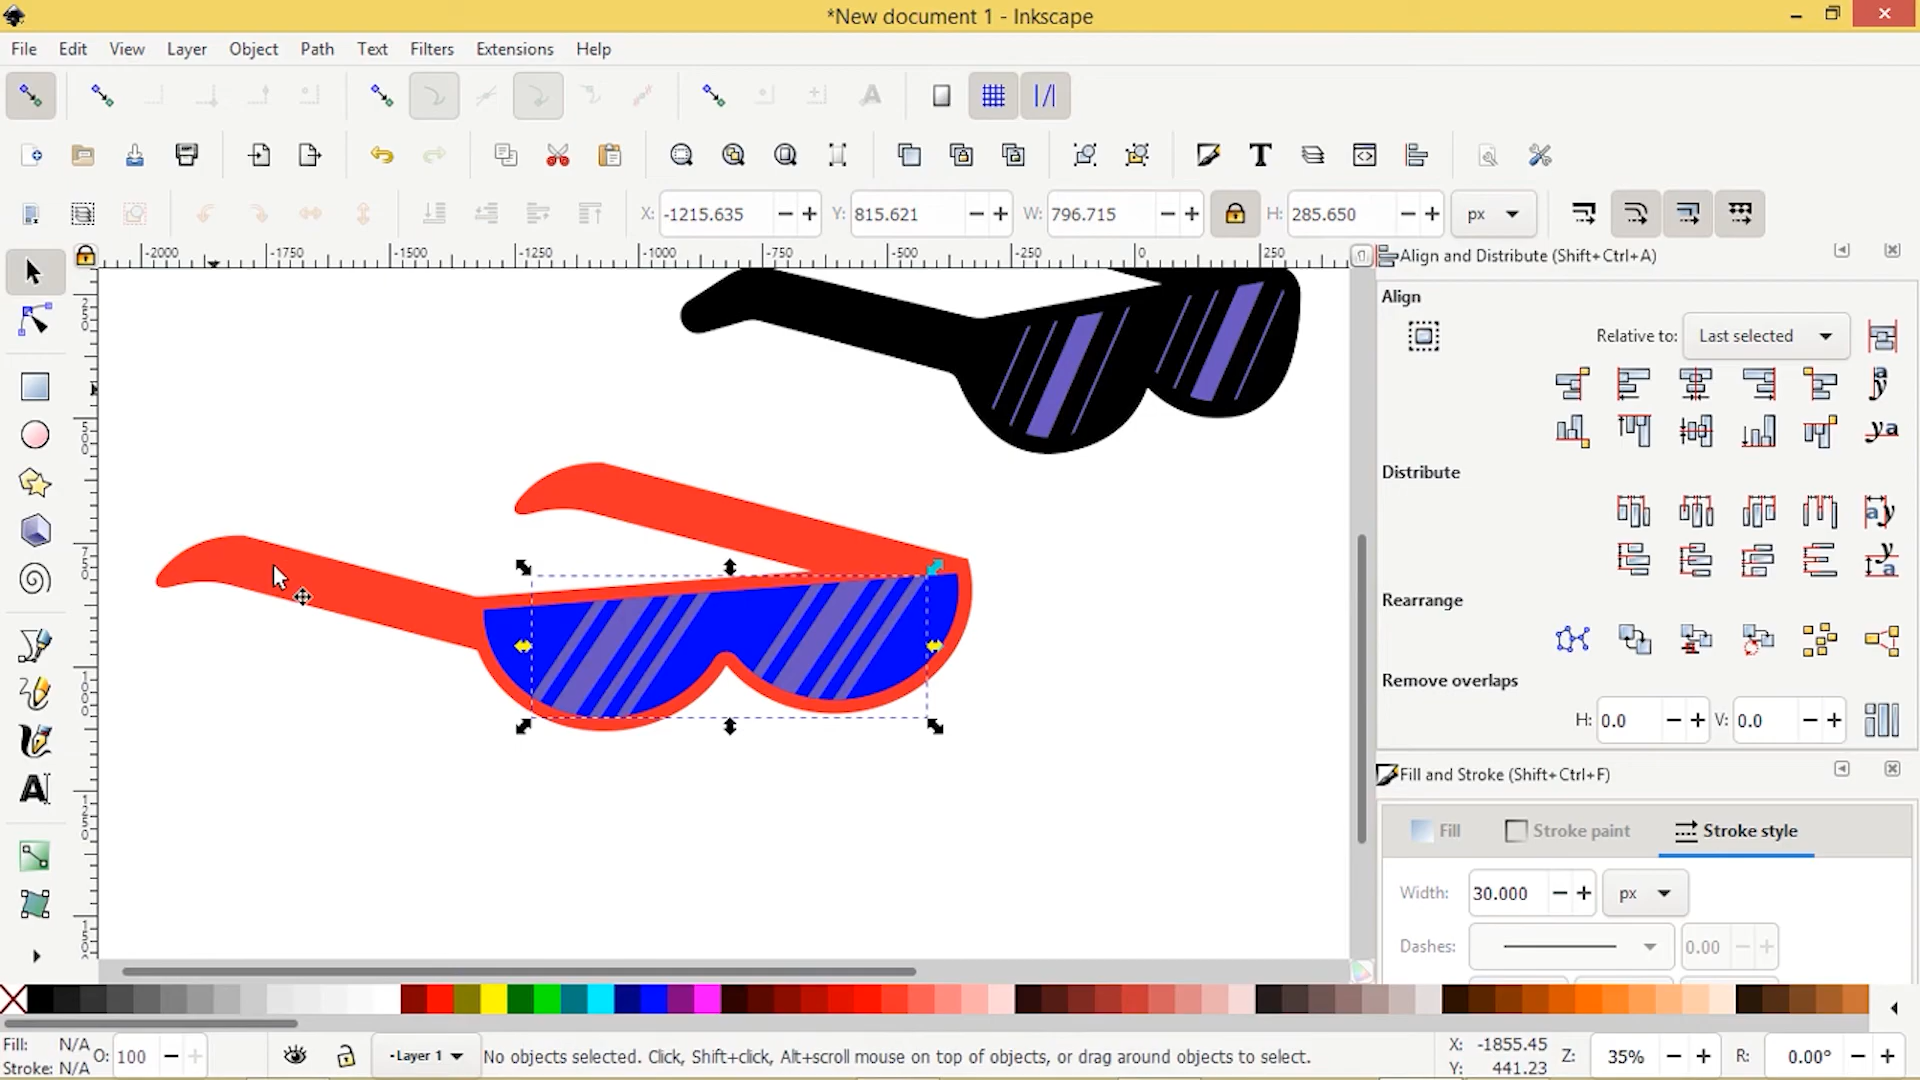 *New document 1 - Inkscape
File Edit View Layer Object Path Text Filters Extensions Help
X: -1215.635 Y: 815.621 W: 796.715 H: 285.650 px
-2000 -1750 -1500 -1250 -1000 -750 -500 -250 0 250
Align and Distribute (Shift+Ctrl+A)
Align
Relative to: Last selected
Distribute
Rearrange
Remove overlaps
H: 0.0 V: 0.0
Fill and Stroke (Shift+Ctrl+F)
Fill Stroke paint Stroke style
Width: 30.000 px
Dashes: 0.00
Fill: N/A O: 100 Layer 1 No objects selected. Click, Shift+click, Alt+scroll mouse on top of objects, or drag around objects to select. X: -1855.45 Z: 35% R: 0.00°
Stroke: N/A Y: 441.23